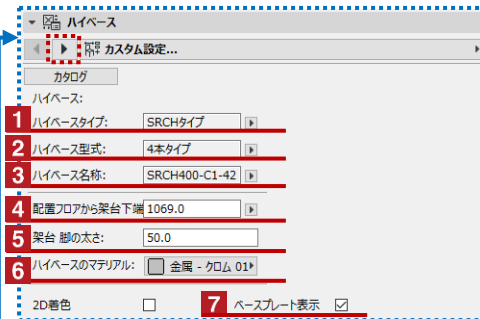 ハイベース
カスタム設定...
カタログ
ハイベース:
1 ハイベースタイプ: SRCHタイプ
2 ハイベース型式: 4本タイプ
3 ハイベース名称: SRCH400-C1-42
4 配置フロアから架台下端 1069.0
5 架台 脚の太さ: 50.0
6 ハイベースのマテリアル: 金属 - クロム 01
2D着色 7 ベースプレート表示